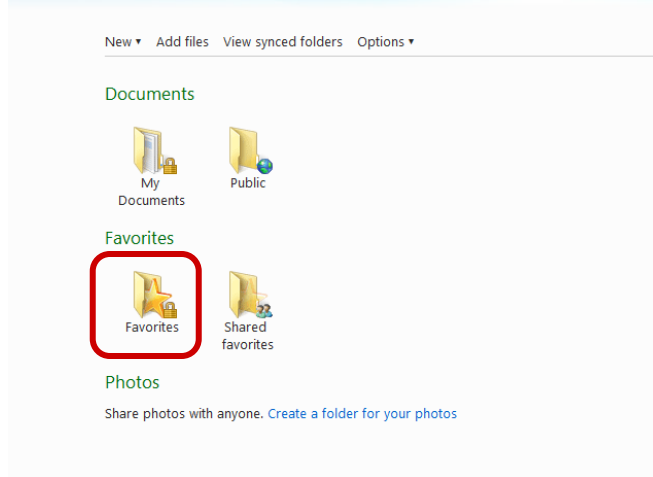 New ▾ Add files View synced folders Options ▾
Documents
My Documents
Public
Favorites
Favorites
Shared favorites
Photos
Share photos with anyone. Create a folder for your photos